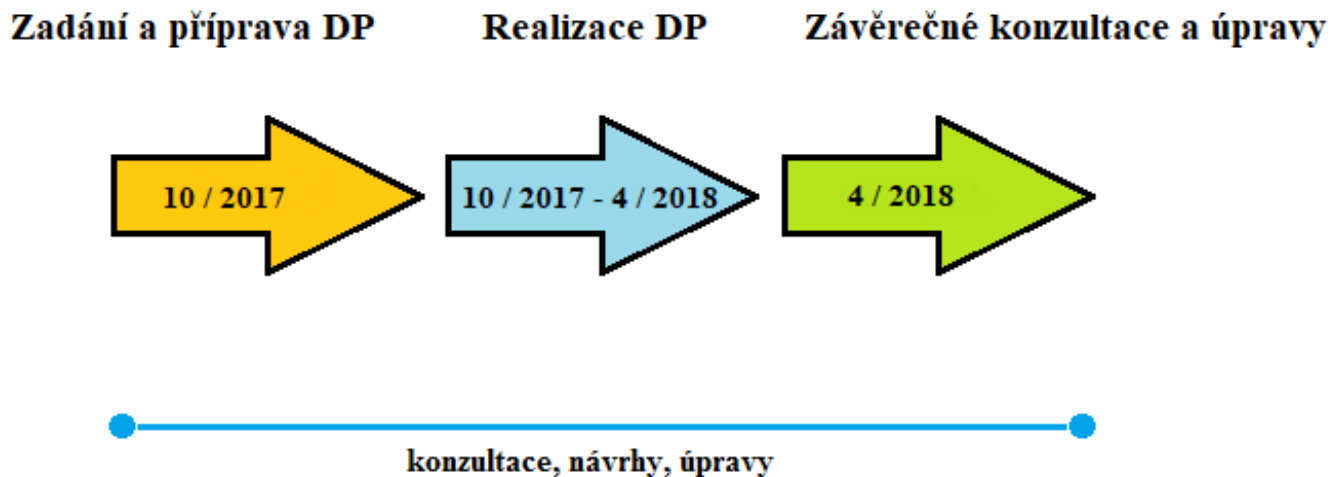 Zadání a příprava DP
Realizace DP
Závěrečné konzultace a úpravy
10 / 2017
10 / 2017 - 4 / 2018
4 / 2018
konzultace, návrhy, úpravy